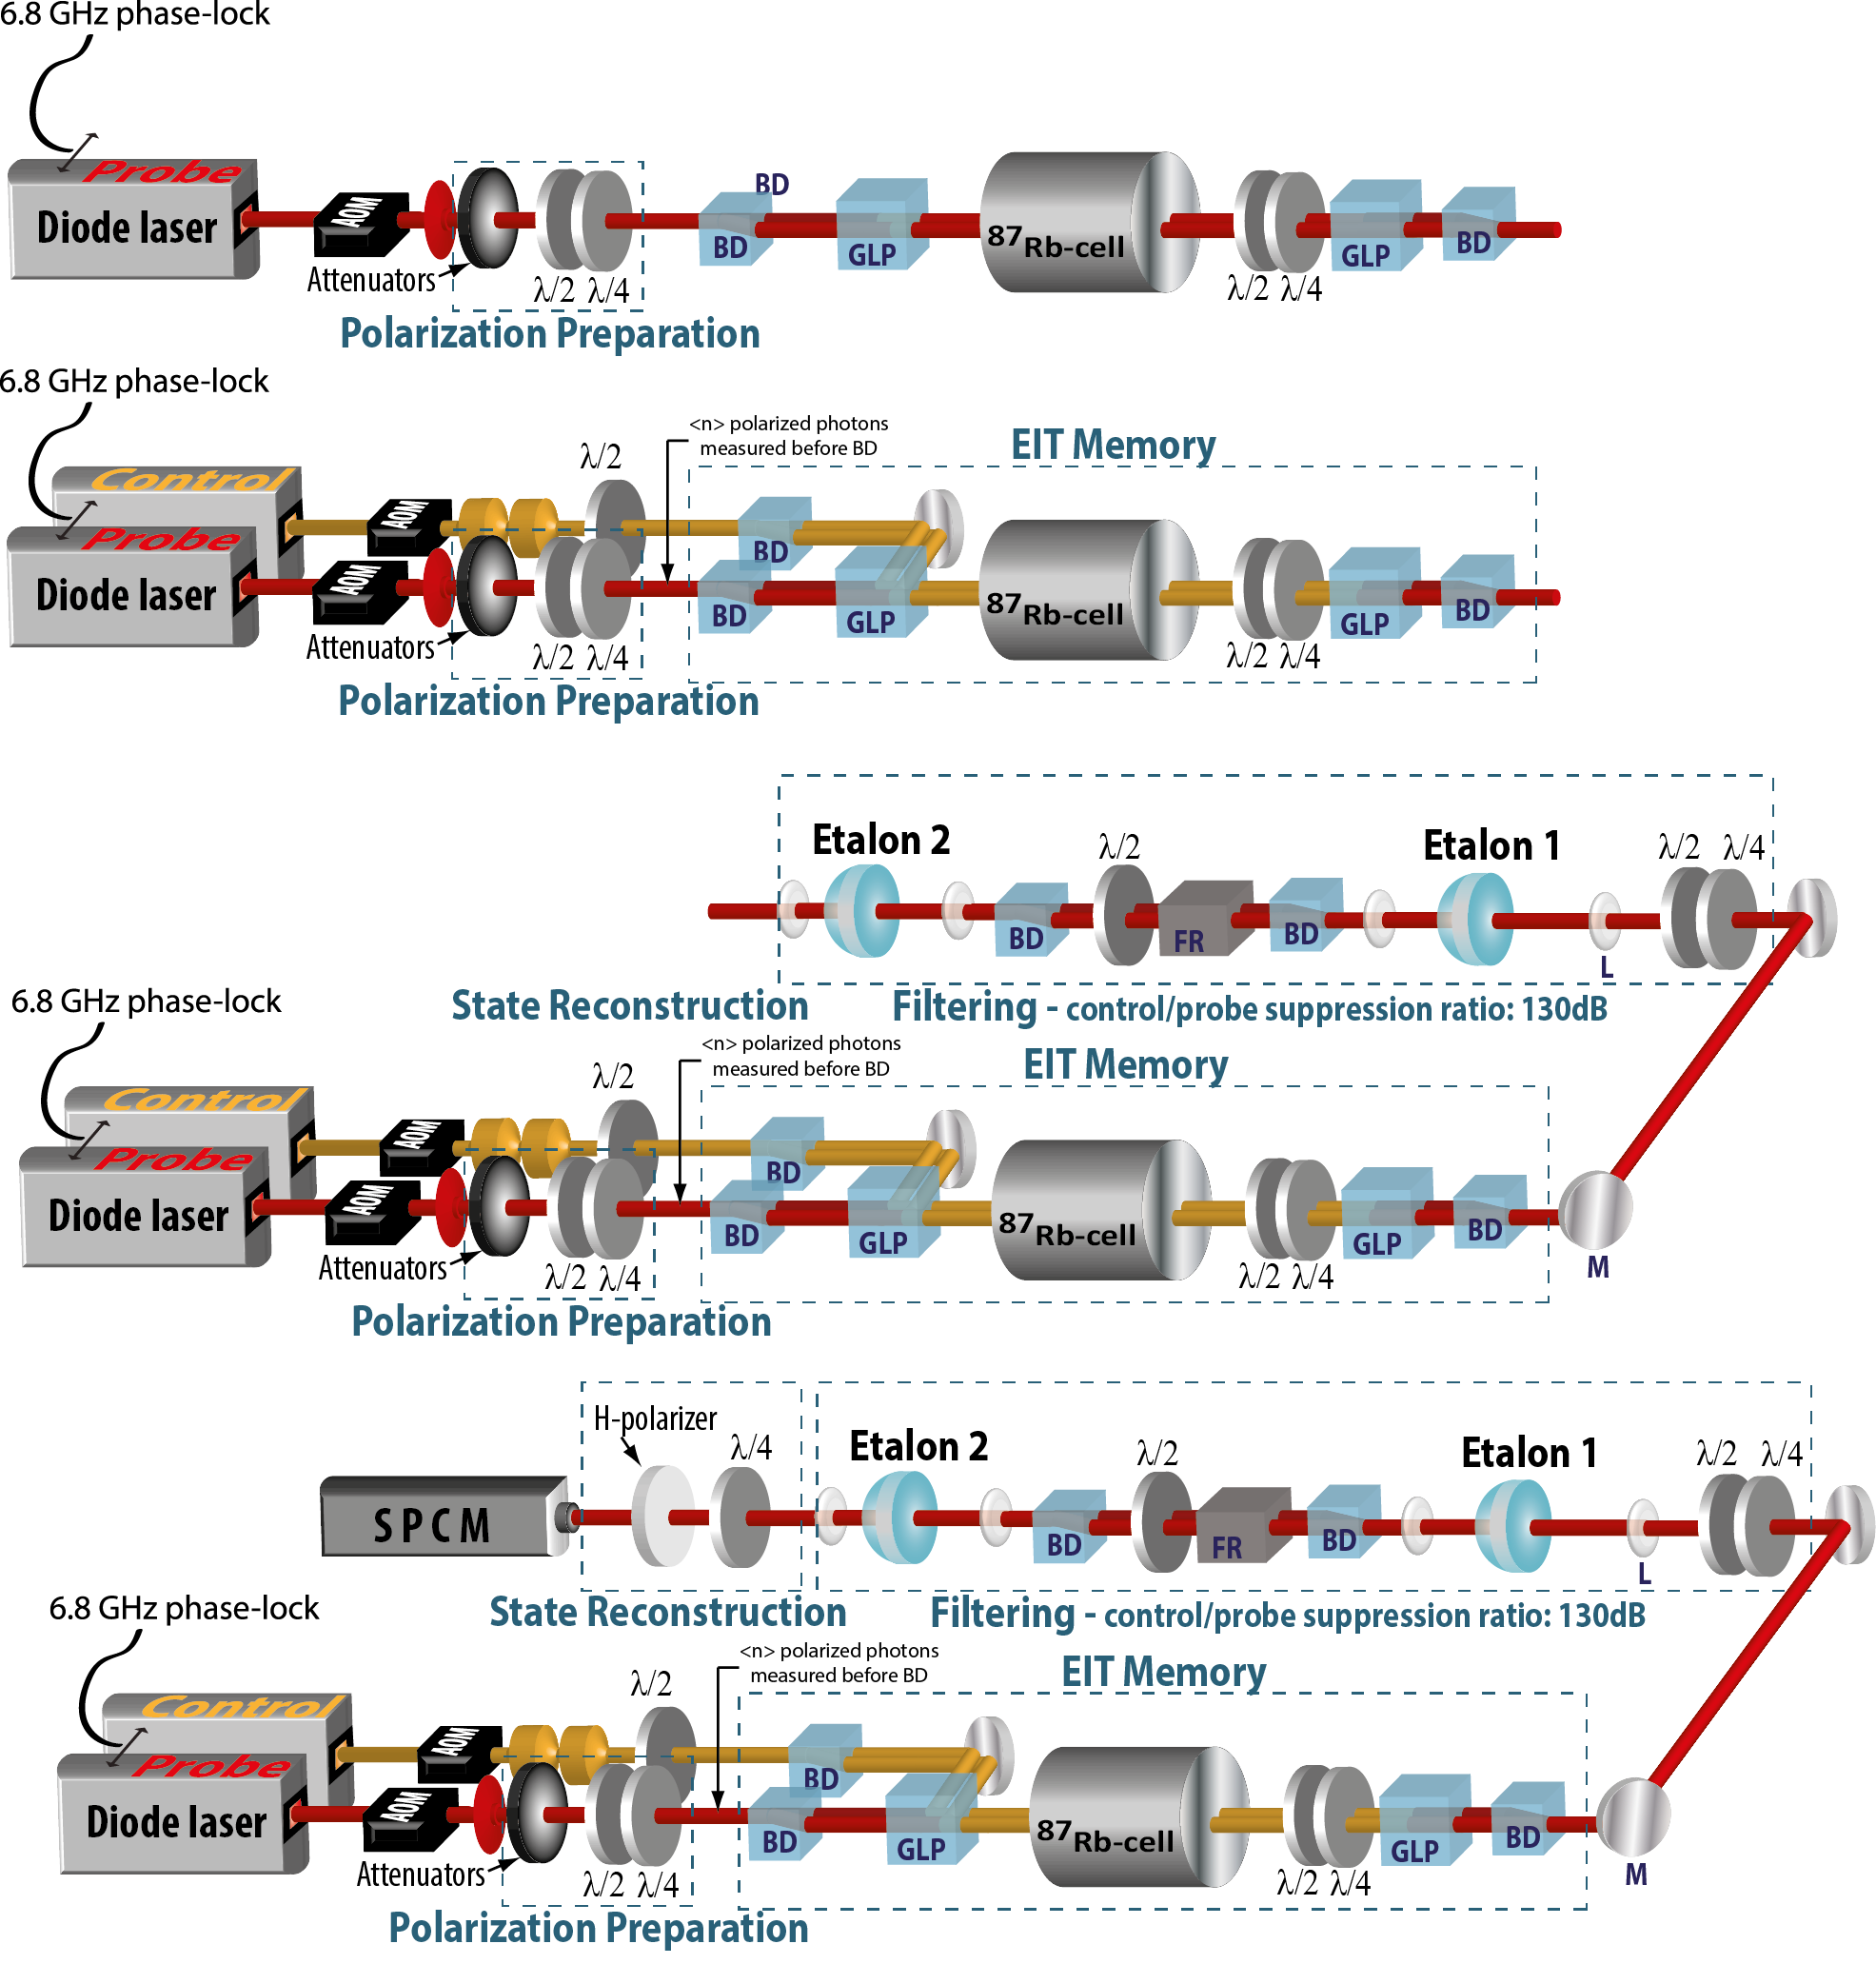 6.8 GHz phase-lock
Probe
Diode laser
AOM
Attenuators
λ/2 λ/4
Polarization Preparation
BD
BD
GLP
87Rb-cell
λ/2 λ/4
GLP
BD
6.8 GHz phase-lock
Control
Probe
Diode laser
AOM
AOM
Attenuators
λ/2
λ/2 λ/4
Polarization Preparation
<n> polarized photons
measured before BD
EIT Memory
BD
BD
GLP
87Rb-cell
λ/2 λ/4
GLP
BD
Etalon 2
λ/2
Etalon 1
λ/2 λ/4
BD
FR
BD
L
State Reconstruction
Filtering - control/probe suppression ratio: 130dB
6.8 GHz phase-lock
Control
Probe
Diode laser
AOM
AOM
Attenuators
λ/2
λ/2 λ/4
Polarization Preparation
<n> polarized photons
measured before BD
EIT Memory
BD
BD
GLP
87Rb-cell
λ/2 λ/4
GLP
BD
M
SPCM
H-polarizer
λ/4
Etalon 2
λ/2
Etalon 1
λ/2 λ/4
BD
FR
BD
L
State Reconstruction
Filtering - control/probe suppression ratio: 130dB
6.8 GHz phase-lock
Control
Probe
Diode laser
AOM
AOM
Attenuators
λ/2
λ/2 λ/4
Polarization Preparation
<n> polarized photons
measured before BD
EIT Memory
BD
BD
GLP
87Rb-cell
λ/2 λ/4
GLP
BD
M